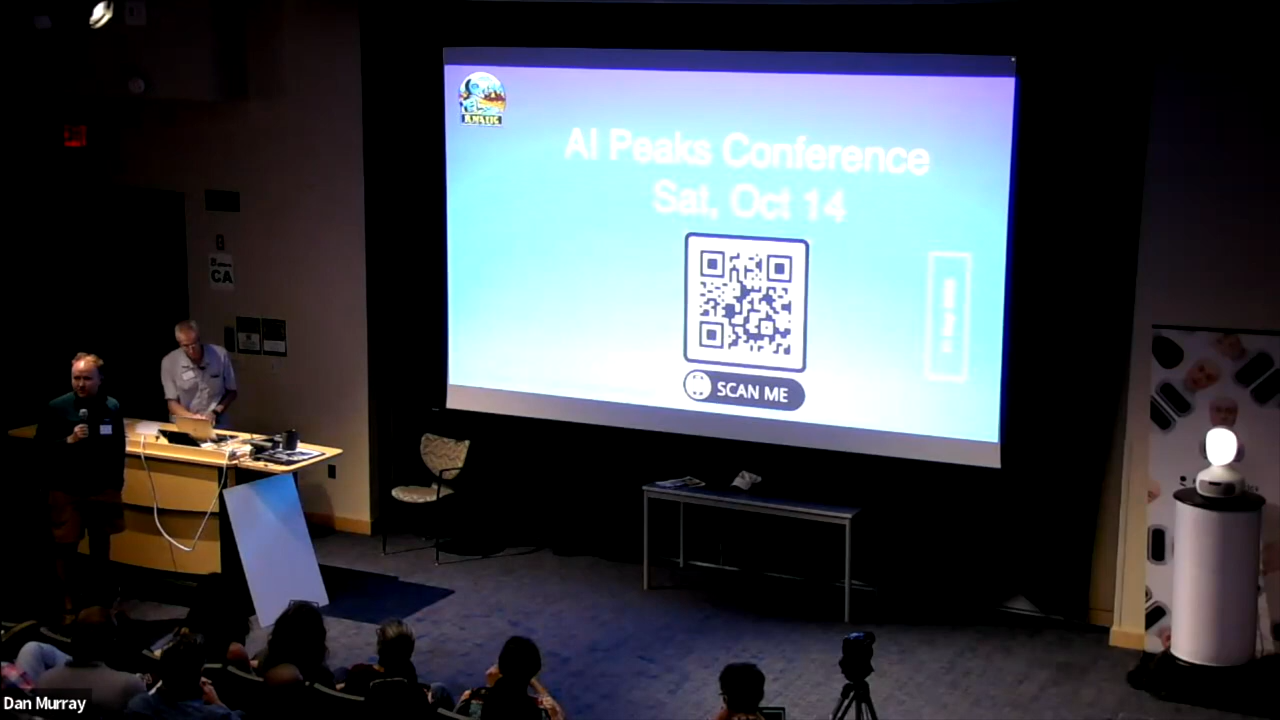 AI Peaks Conference
Sat, Oct 14
SCAN ME
CA
Dan Murray